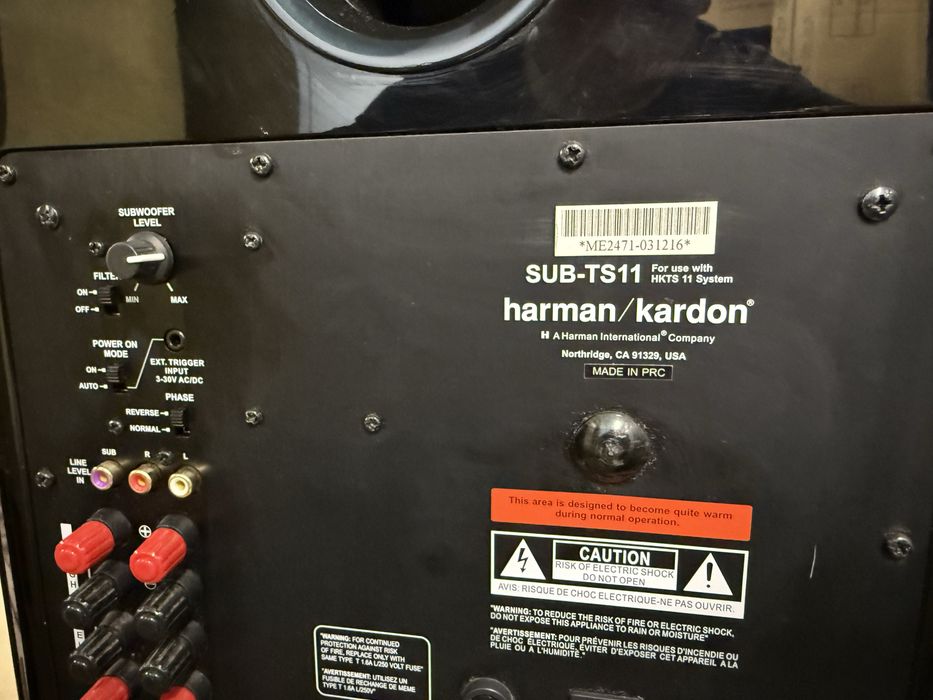 SUBWOOFER
LEVEL
FILTER
ON
OFF
MIN
MAX
POWER ON
MODE
ON
AUTO
EXT. TRIGGER
INPUT
3-30V AC/DC
PHASE
REVERSE
NORMAL
SUB
R
L
LINE
LEVEL
IN
*ME2471-031216*
SUB-TS11 For use with
HKTS 11 System
harman/kardon®
H A Harman International® Company
Northridge, CA 91329, USA
MADE IN PRC
This area is designed to become quite warm
during normal operation.
CAUTION
RISK OF ELECTRIC SHOCK
DO NOT OPEN
AVIS: RISQUE DE CHOC ELECTRIQUE-NE PAS OUVRIR.
"WARNING: TO REDUCE THE RISK OF FIRE OR ELECTRIC SHOCK,
DO NOT EXPOSE THIS APPLIANCE TO RAIN OR MOISTURE"
"AVERTISSEMENT: POUR PRÉVENIR LES RISQUES D'INCENDIE OU
DE CHOC ÉLECTRIQUE, ÉVITER D'EXPOSER CET APPAREIL A LA
PLUIE OU A L'HUMIDITÉ."
"WARNING: FOR CONTINUED
PROTECTION AGAINST RISK
OF FIRE, REPLACE ONLY WITH
SAME TYPE T 1.6A L/250 VOLT FUSE"
"AVERTISSEMENT: UTILISEZ UN
FUSIBLE DE RECHARGE DE MEME
TYPE T 1.6A L/250V"